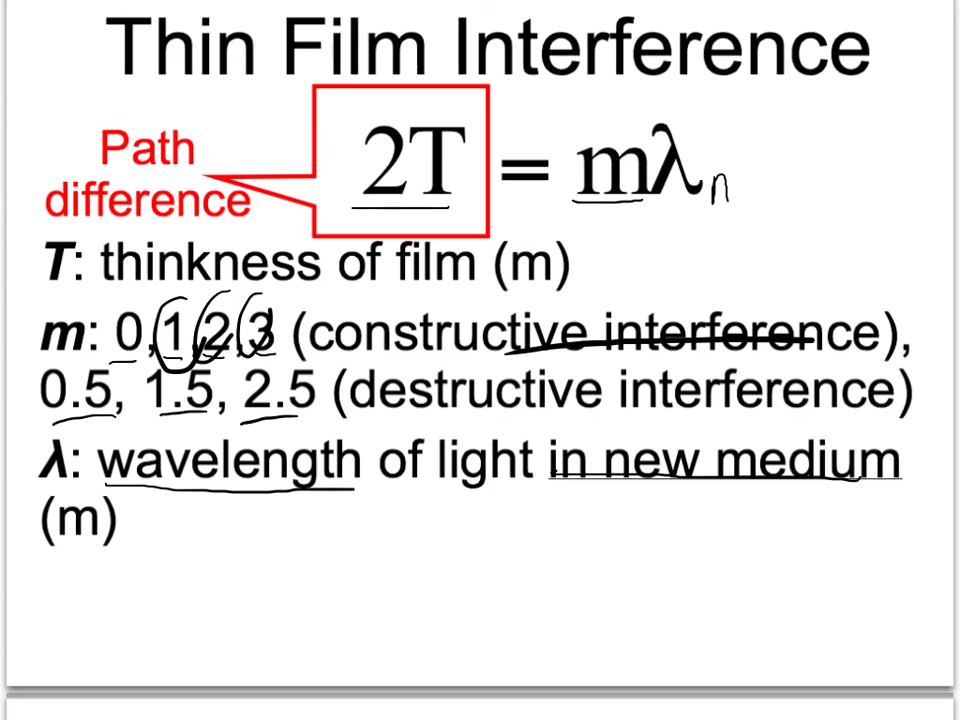 Thin Film Interference
Path difference
2T = mλn
T: thinkness of film (m)
m: 0,1,2,3 (constructive interference),
0.5, 1.5, 2.5 (destructive interference)
λ: wavelength of light in new medium
(m)